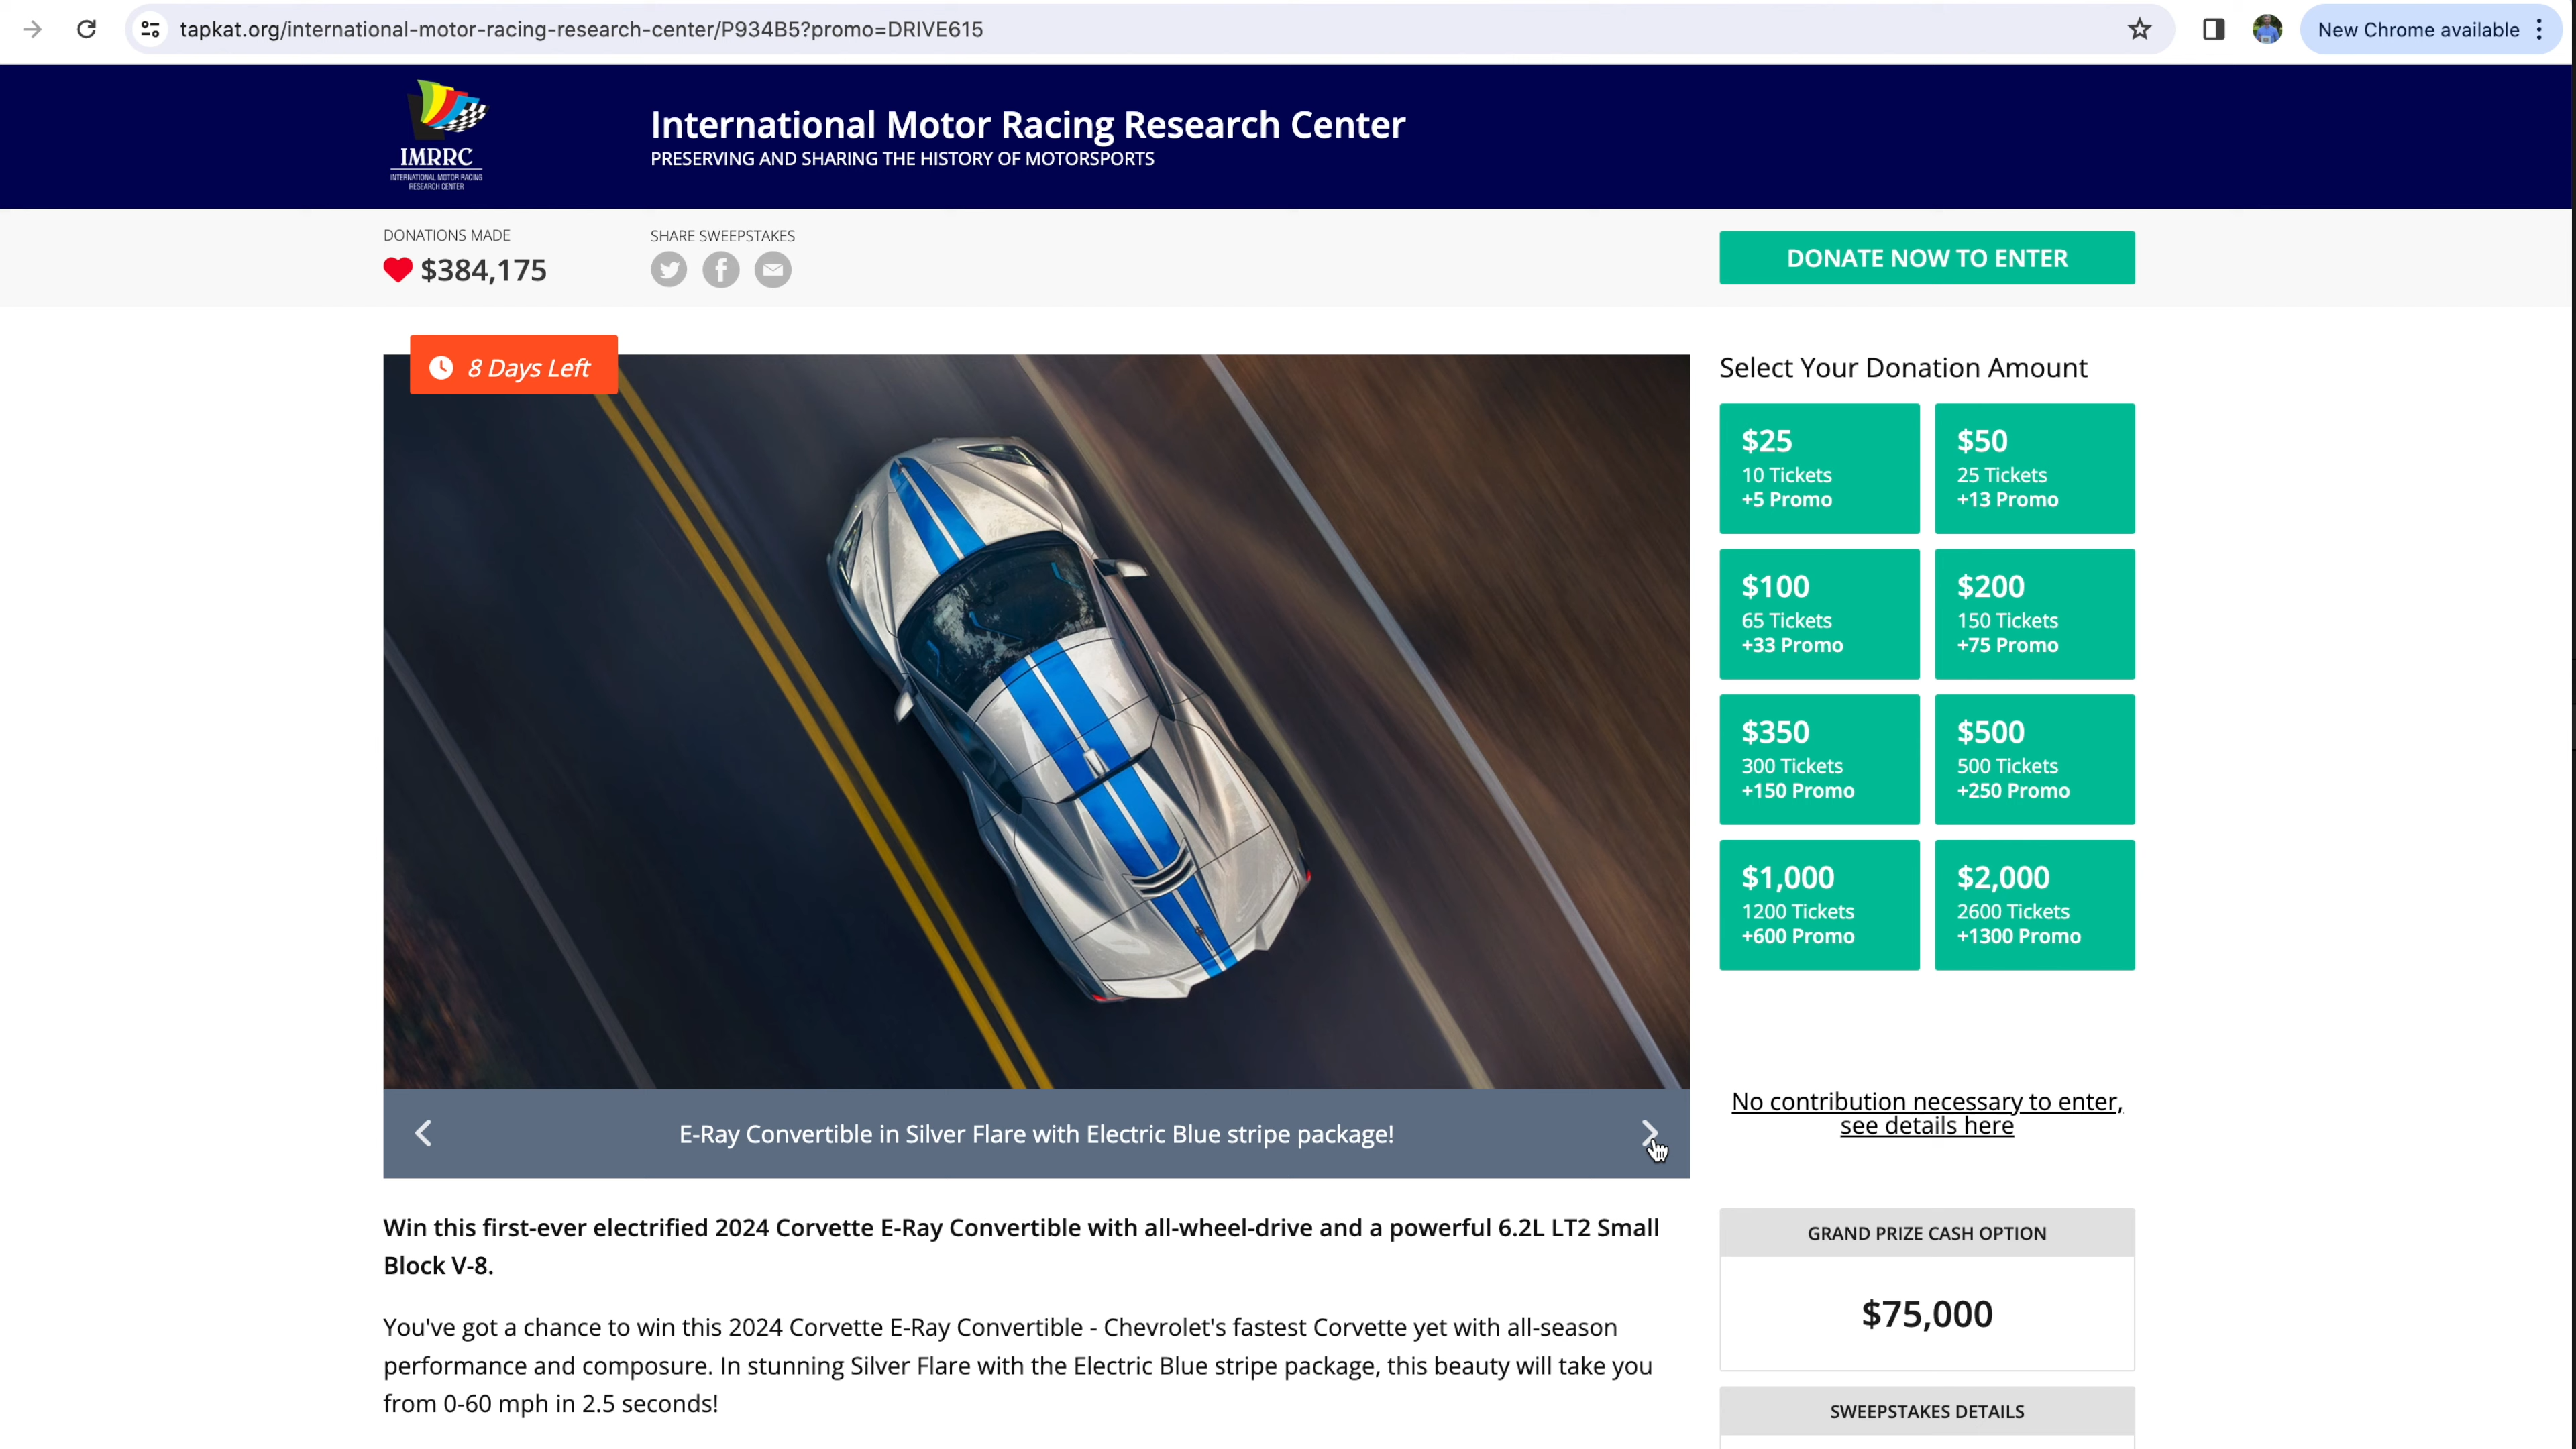 tapkat.org/international-motor-racing-research-center/P934B5?promo=DRIVE615
New Chrome available
IMRRC
INTERNATIONAL MOTOR RACING
RESEARCH CENTER
International Motor Racing Research Center
PRESERVING AND SHARING THE HISTORY OF MOTORSPORTS
DONATIONS MADE
$384,175
SHARE SWEEPSTAKES
DONATE NOW TO ENTER
8 Days Left
E-Ray Convertible in Silver Flare with Electric Blue stripe package!
Win this first-ever electrified 2024 Corvette E-Ray Convertible with all-wheel-drive and a powerful 6.2L LT2 Small
Block V-8.
You've got a chance to win this 2024 Corvette E-Ray Convertible - Chevrolet's fastest Corvette yet with all-season
performance and composure. In stunning Silver Flare with the Electric Blue stripe package, this beauty will take you
from 0-60 mph in 2.5 seconds!
Select Your Donation Amount
$25
10 Tickets
+5 Promo
$50
25 Tickets
+13 Promo
$100
65 Tickets
+33 Promo
$200
150 Tickets
+75 Promo
$350
300 Tickets
+150 Promo
$500
500 Tickets
+250 Promo
$1,000
1200 Tickets
+600 Promo
$2,000
2600 Tickets
+1300 Promo
No contribution necessary to enter,
see details here
GRAND PRIZE CASH OPTION
$75,000
SWEEPSTAKES DETAILS